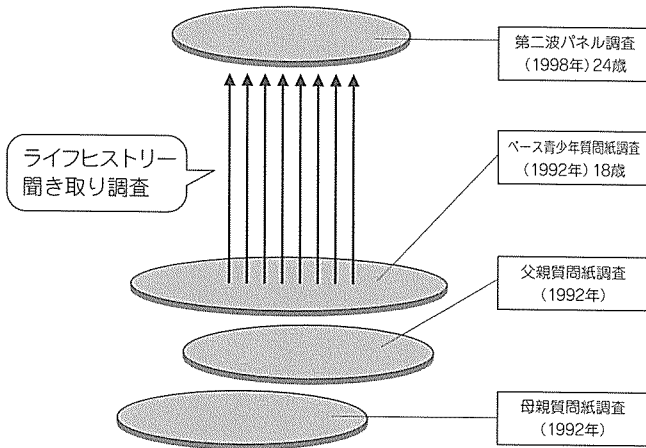 第二波パネル調査
（1998年）24歳
ライフヒストリー
聞き取り調査
ベース青少年質問紙調査
（1992年）18歳
父親質問紙調査
（1992年）
母親質問紙調査
（1992年）